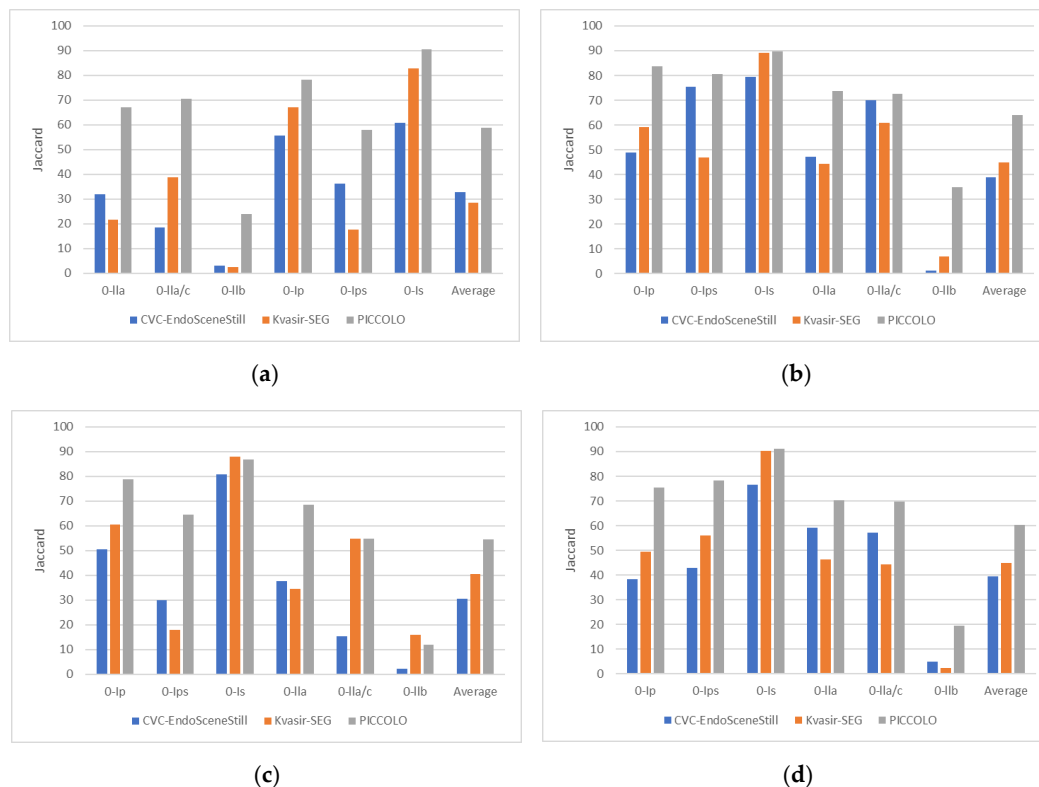 100
90
80
70
60
50
40
30
20
10
0
Jaccard
0-IIa 0-IIa/c 0-IIb 0-Ip 0-Ips 0-Is Average
CVC-EndoSceneStill Kvasir-SEG PICCOLO
(a)
100
90
80
70
60
50
40
30
20
10
0
Jaccard
0-Ip 0-Ips 0-Is 0-IIa 0-IIa/c 0-IIb Average
CVC-EndoSceneStill Kvasir-SEG PICCOLO
(b)
100
90
80
70
60
50
40
30
20
10
0
Jaccard
0-Ip 0-Ips 0-Is 0-IIa 0-IIa/c 0-IIb Average
CVC-EndoSceneStill Kvasir-SEG PICCOLO
(c)
100
90
80
70
60
50
40
30
20
10
0
Jaccard
0-Ip 0-Ips 0-Is 0-IIa 0-IIa/c 0-IIb Average
CVC-EndoSceneStill Kvasir-SEG PICCOLO
(d)